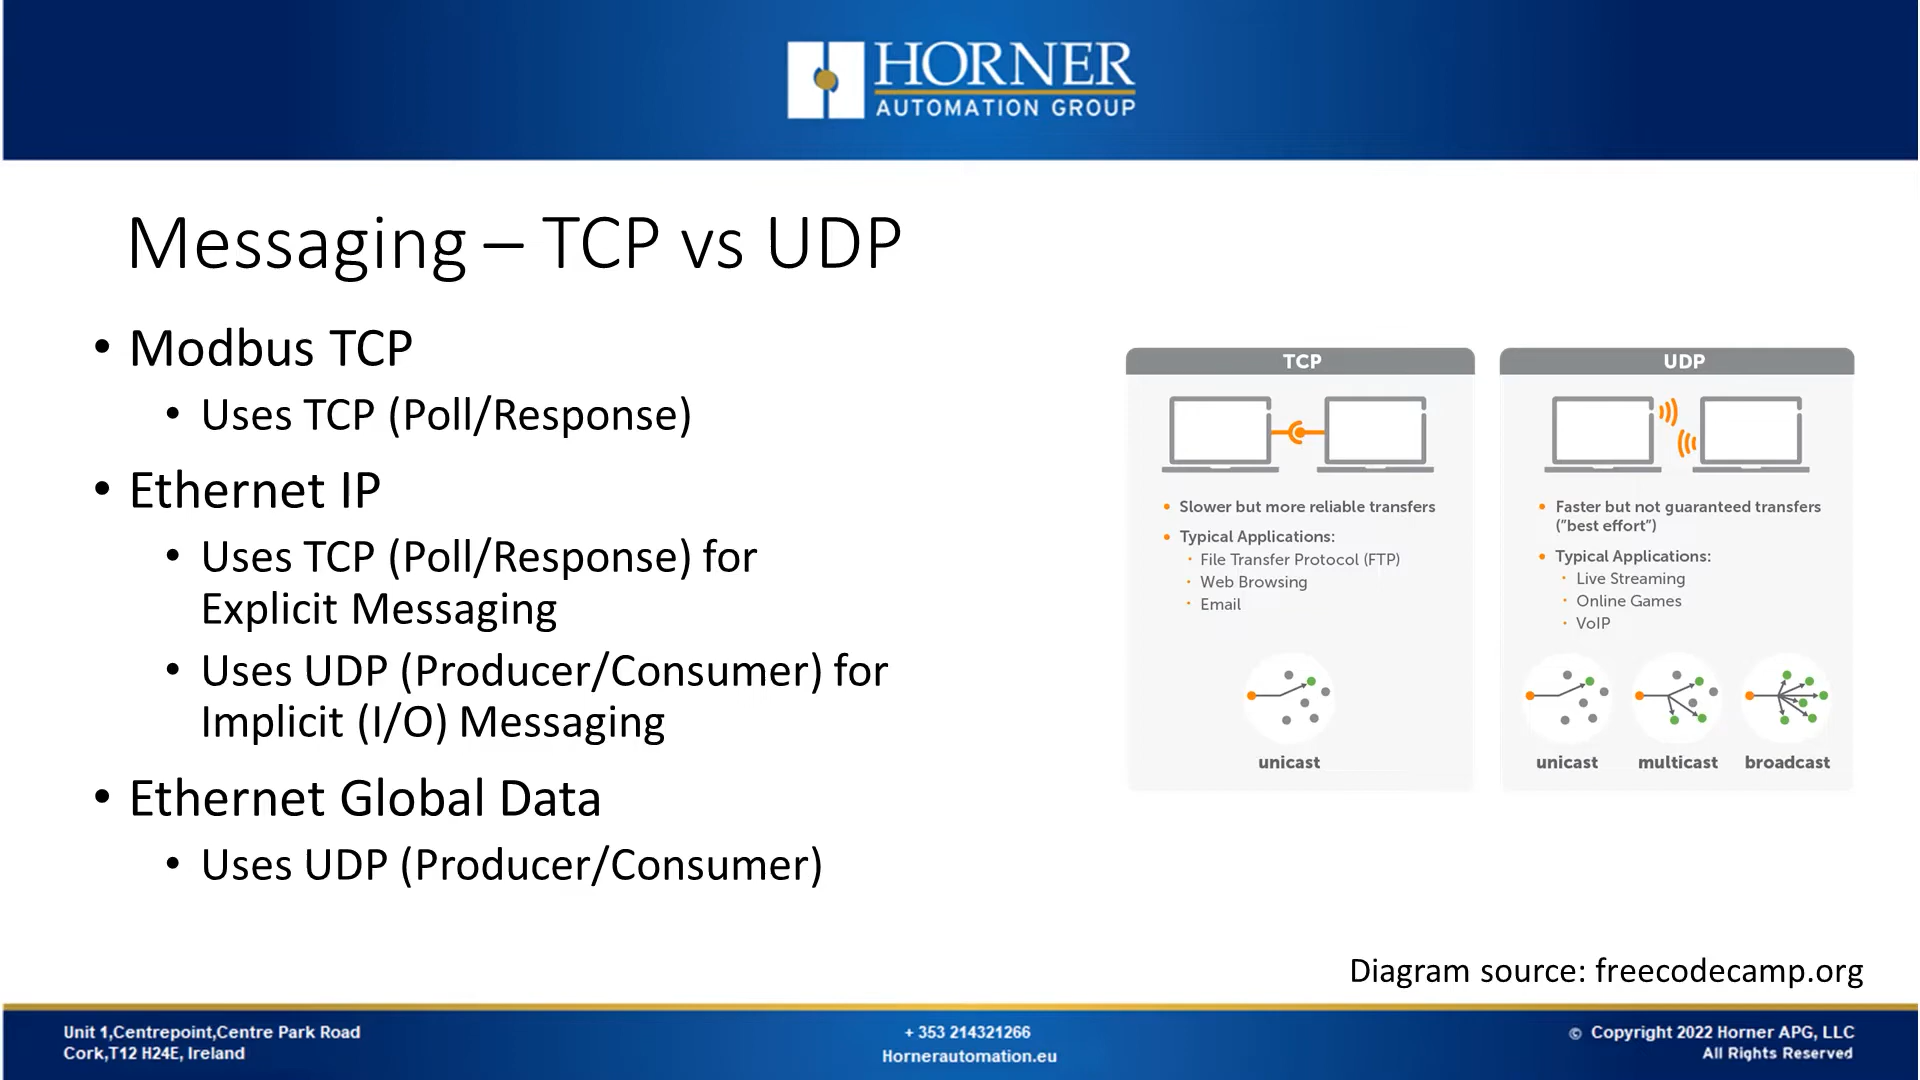 HORNER
AUTOMATION GROUP
Messaging – TCP vs UDP
• Modbus TCP
• Uses TCP (Poll/Response)
• Ethernet IP
• Uses TCP (Poll/Response) for
Explicit Messaging
• Uses UDP (Producer/Consumer) for
Implicit (I/O) Messaging
• Ethernet Global Data
• Uses UDP (Producer/Consumer)
TCP
• Slower but more reliable transfers
• Typical Applications:
• File Transfer Protocol (FTP)
• Web Browsing
• Email
unicast
UDP
• Faster but not guaranteed transfers
("best effort")
• Typical Applications:
• Live Streaming
• Online Games
• VoIP
unicast multicast broadcast
Diagram source: freecodecamp.org
Unit 1,Centrepoint,Centre Park Road
Cork,T12 H24E, Ireland
+ 353 214321266
Hornerautomation.eu
© Copyright 2022 Horner APG, LLC
All Rights Reserved